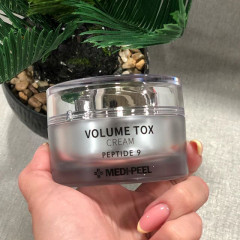 VOLUME TOX
CREAM
PEPTIDE 9
MEDI-PEEL